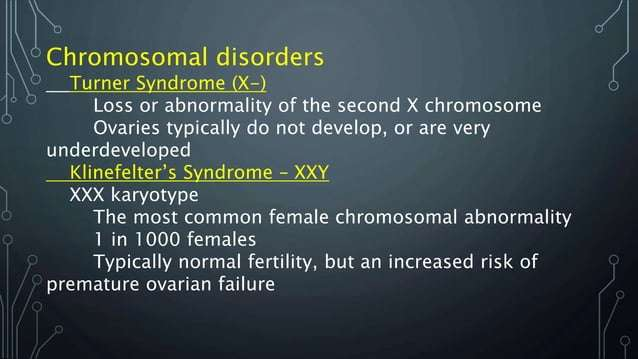 Chromosomal disorders
Turner Syndrome (X-)
Loss or abnormality of the second X chromosome
Ovaries typically do not develop, or are very
underdeveloped
Klinefelter’s Syndrome – XXY
XXX karyotype
The most common female chromosomal abnormality
1 in 1000 females
Typically normal fertility, but an increased risk of
premature ovarian failure